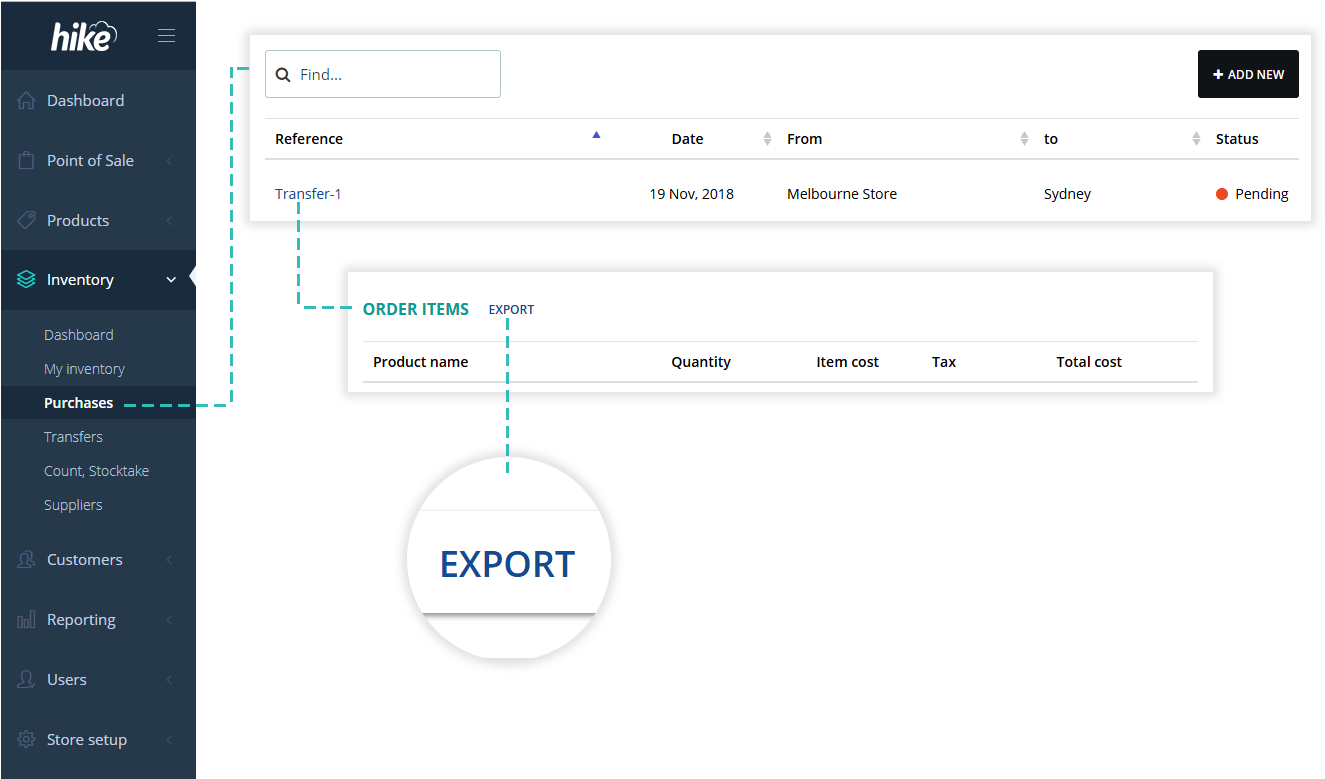 hike
Dashboard
Point of Sale
Products
Inventory
Dashboard
My inventory
Purchases
Transfers
Count, Stocktake
Suppliers
Customers
Reporting
Users
Store setup
Find...
+ ADD NEW
Reference Date From to Status
Transfer-1 19 Nov, 2018 Melbourne Store Sydney Pending
ORDER ITEMS EXPORT
Product name Quantity Item cost Tax Total cost
EXPORT